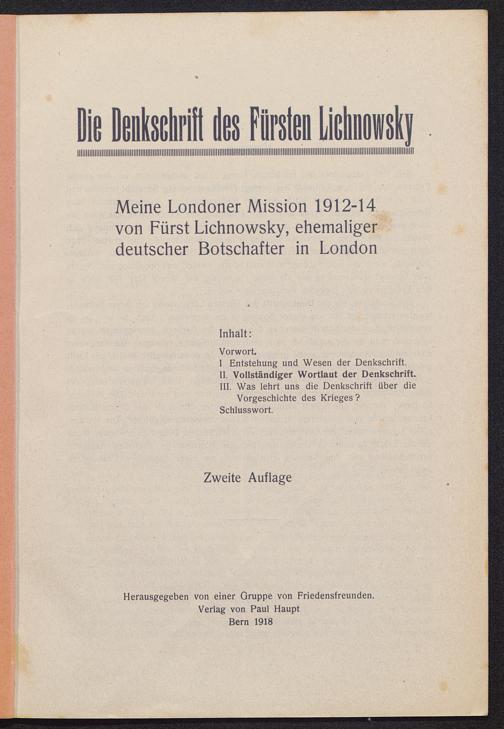 Die Denkschrift des Fürsten Lichnowsky
Meine Londoner Mission 1912-14
von Fürst Lichnowsky, ehemaliger
deutscher Botschafter in London
Inhalt:
Vorwort.
I Entstehung und Wesen der Denkschrift.
II. Vollständiger Wortlaut der Denkschrift.
III. Was lehrt uns die Denkschrift über die
Vorgeschichte des Krieges?
Schlusswort.
Zweite Auflage
Herausgegeben von einer Gruppe von Friedensfreunden.
Verlag von Paul Haupt
Bern 1918